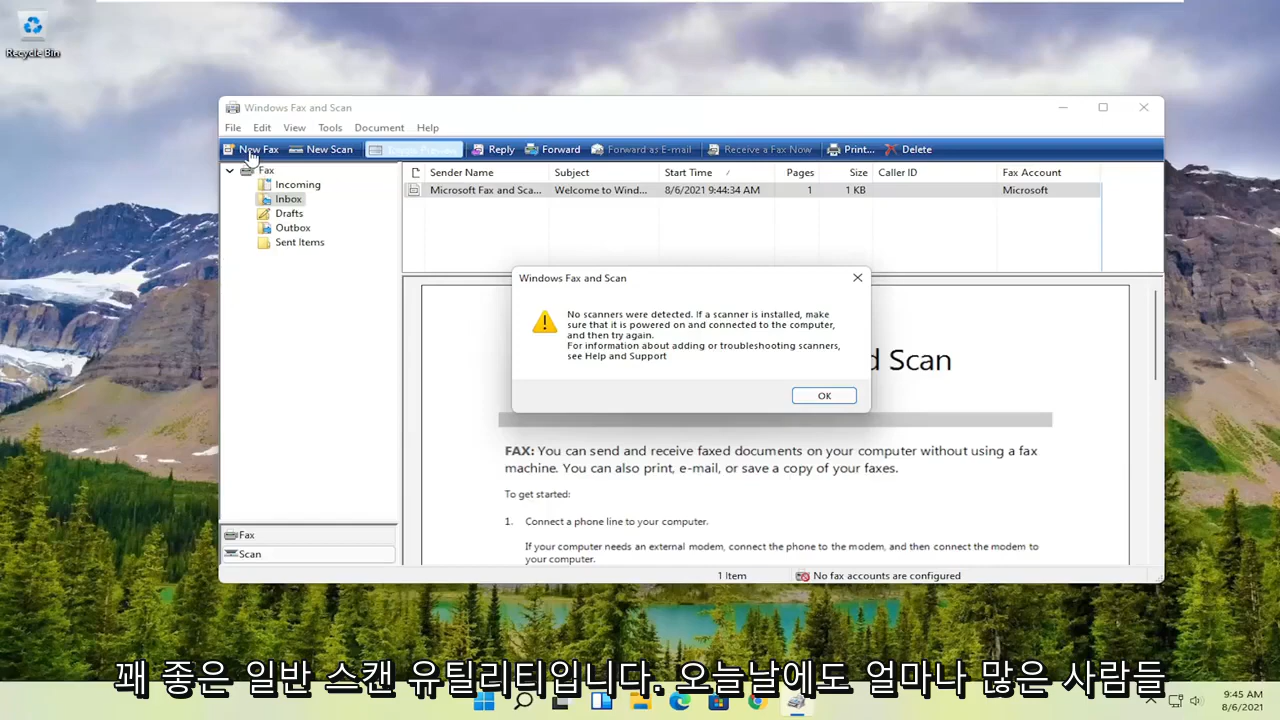 Recycle Bin
Windows Fax and Scan
File Edit View Tools Document Help
New Fax New Scan Reply Forward Forward as E-mail Receive a Fax Now Print... Delete
Sender Name Subject Start Time Pages Size Caller ID Fax Account
Microsoft Fax and Sca... Welcome to Wind... 8/6/2021 9:44:34 AM 1 1 KB Microsoft
Fax
Incoming
Inbox
Drafts
Outbox
Sent Items
Windows Fax and Scan
No scanners were detected. If a scanner is installed, make
sure that it is powered on and connected to the computer,
and then try again.
For information about adding or troubleshooting scanners,
see Help and Support
OK
d Scan
FAX: You can send and receive faxed documents on your computer without using a fax
machine. You can also print, e-mail, or save a copy of your faxes.
To get started:
1. Connect a phone line to your computer.
If your computer needs an external modem, connect the phone to the modem, and then connect the modem to
your computer.
Fax
Scan
1 Item No fax accounts are configured
꽤 좋은 일반 스캔 유틸리티입니다. 오늘날에도 얼마나 많은 사람들
9:45 AM
8/6/2021